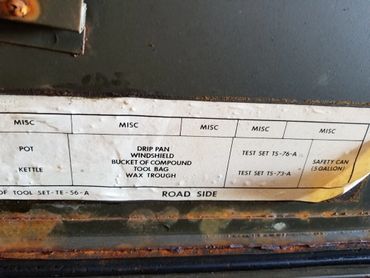 MISC MISC MISC MISC MISC
POT DRIP PAN TEST SET TS-76-A SAFETY CAN
WINDSHIELD (5 GALLON)
BUCKET OF COMPOUND
KETTLE TOOL BAG TEST SET TS-73-A
WAX TROUGH
OF TOOL SET-TE-56-A ROAD SIDE